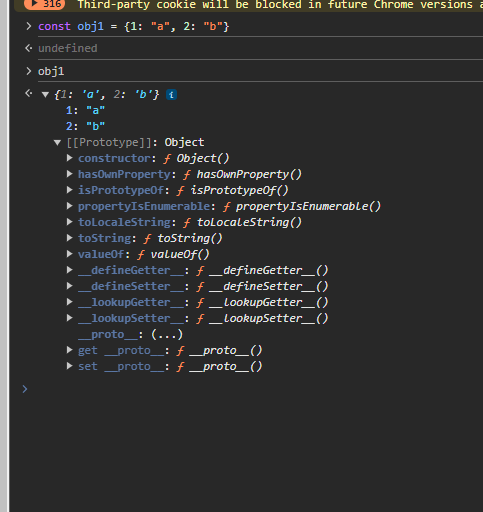 316 Third-party cookie will be blocked in future Chrome versions a
> const obj1 = {1: "a", 2: "b"}
undefined
> obj1
{1: 'a', 2: 'b'} i
1: "a"
2: "b"
[[Prototype]]: Object
constructor: ƒ Object()
hasOwnProperty: ƒ hasOwnProperty()
isPrototypeOf: ƒ isPrototypeOf()
propertyIsEnumerable: ƒ propertyIsEnumerable()
toLocaleString: ƒ toLocaleString()
toString: ƒ toString()
valueOf: ƒ valueOf()
__defineGetter__: ƒ __defineGetter__()
__defineSetter__: ƒ __defineSetter__()
__lookupGetter__: ƒ __lookupGetter__()
__lookupSetter__: ƒ __lookupSetter__()
__proto__: (...)
get __proto__: ƒ __proto__()
set __proto__: ƒ __proto__()
>